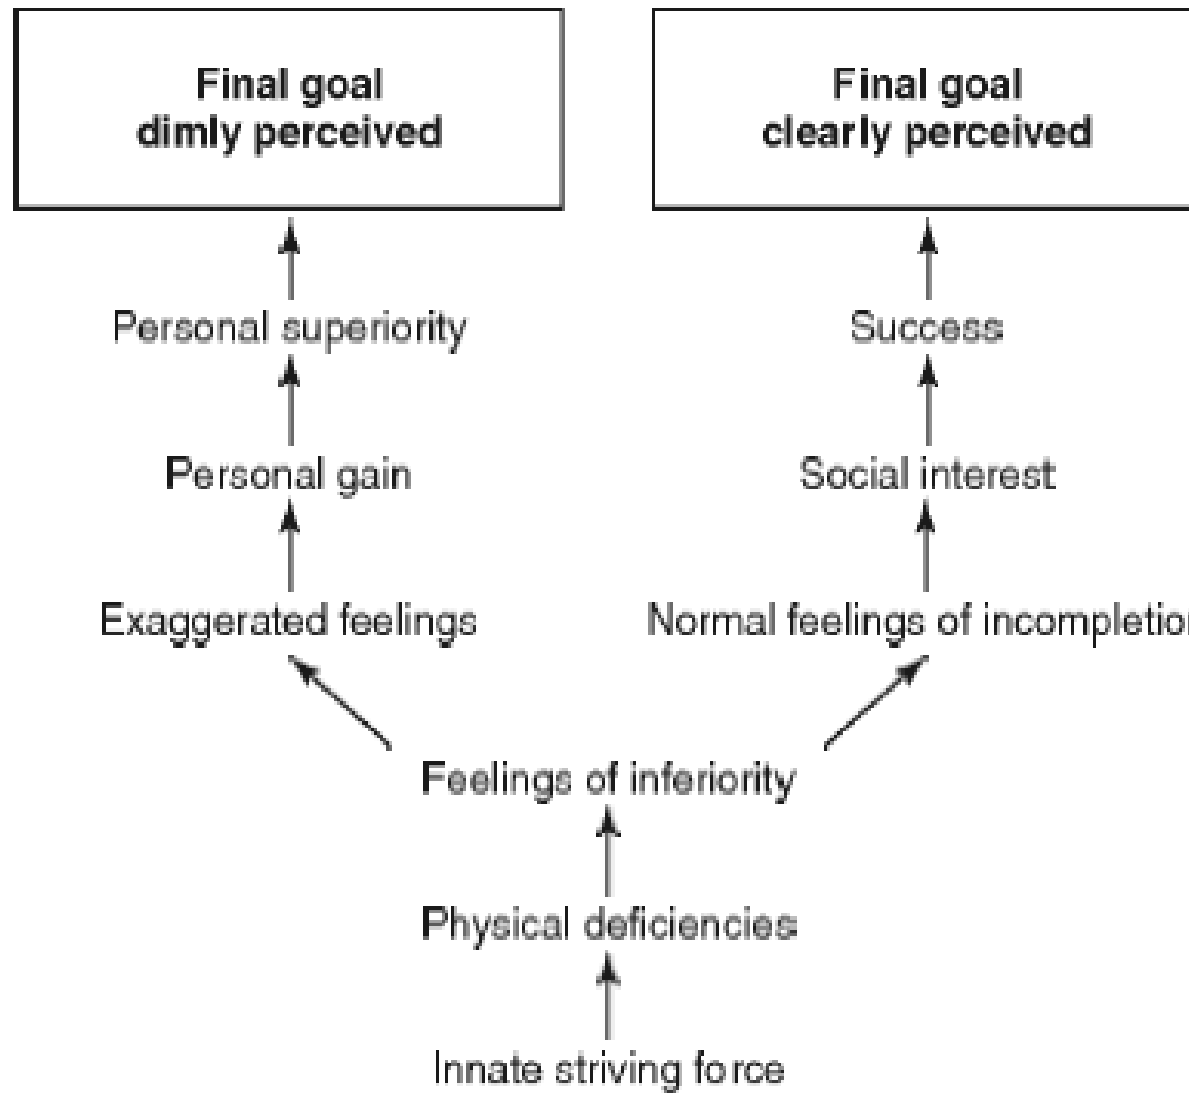 Final goal
dimly perceived
Final goal
clearly perceived
Personal superiority
Success
Personal gain
Social interest
Exaggerated feelings
Normal feelings of incompletion
Feelings of inferiority
Physical deficiencies
Innate striving force